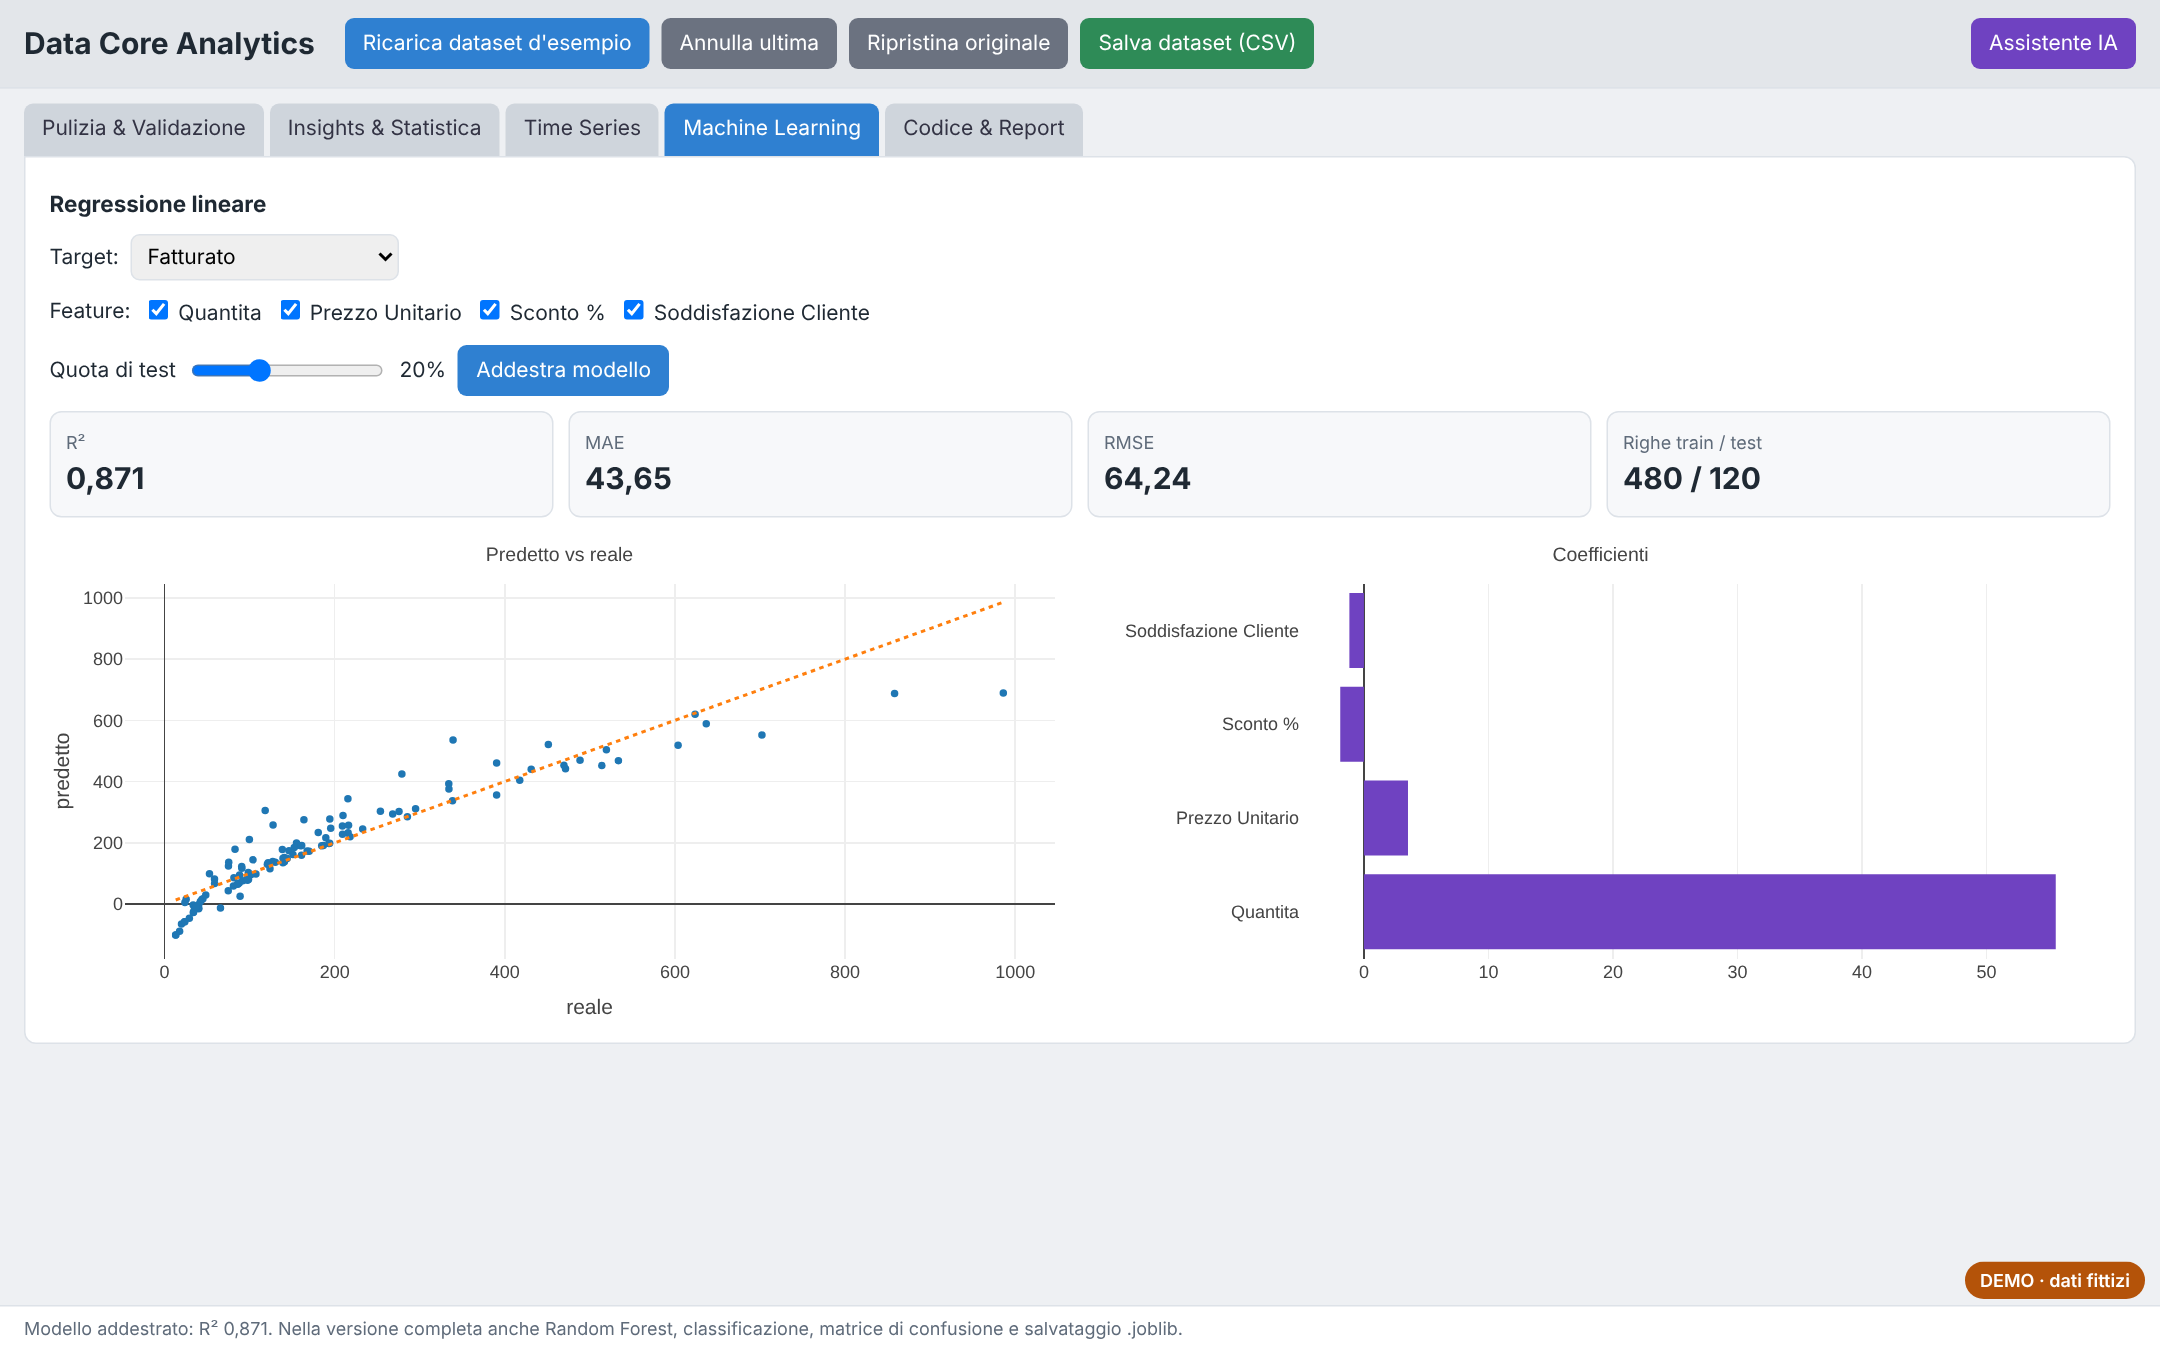 Data Core Analytics
Ricarica dataset d'esempio
Annulla ultima
Ripristina originale
Salva dataset (CSV)
Assistente IA
Pulizia & Validazione
Insights & Statistica
Time Series
Machine Learning
Codice & Report
Regressione lineare
Target: Fatturato
Feature: Quantita Prezzo Unitario Sconto % Soddisfazione Cliente
Quota di test 20% Addestra modello
R²
0,871
MAE
43,65
RMSE
64,24
Righe train / test
480 / 120
Predetto vs reale
1000
800
600
400
200
0
predetto
0 200 400 600 800 1000
reale
Coefficienti
Soddisfazione Cliente
Sconto %
Prezzo Unitario
Quantita
0 10 20 30 40 50
DEMO · dati fittizi
Modello addestrato: R² 0,871. Nella versione completa anche Random Forest, classificazione, matrice di confusione e salvataggio .joblib.